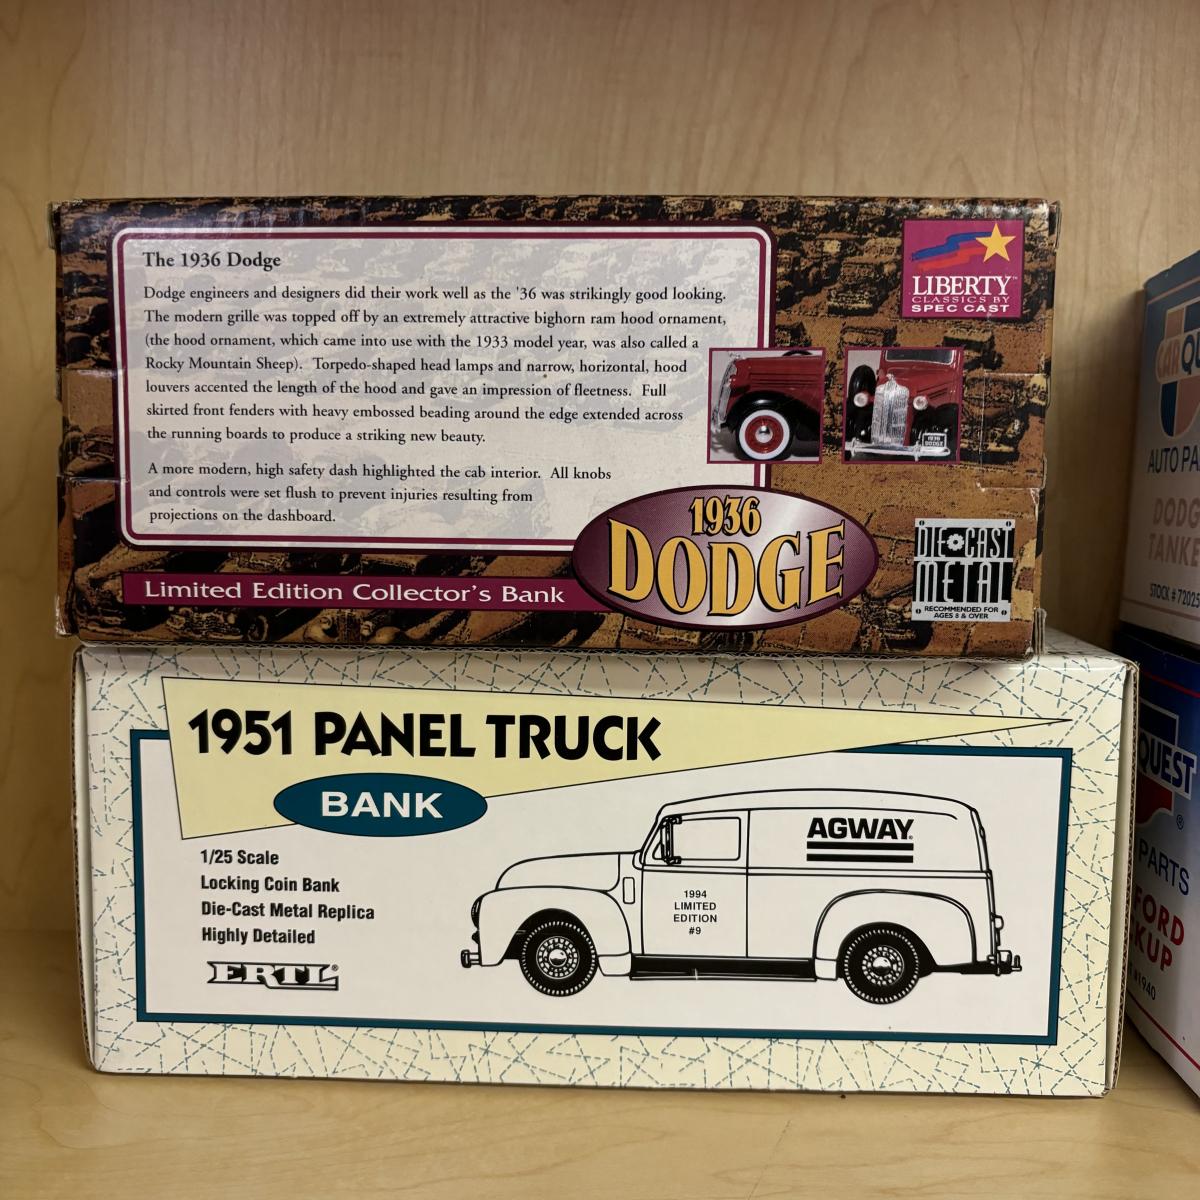 The 1936 Dodge
Dodge engineers and designers did their work well as the '36 was strikingly good looking.
The modern grille was topped off by an extremely attractive bighorn ram hood ornament,
(the hood ornament, which came into use with the 1933 model year, was also called a
Rocky Mountain Sheep). Torpedo-shaped head lamps and narrow, horizontal, hood
louvers accented the length of the hood and gave an impression of fleetness. Full
skirted front fenders with heavy embossed beading around the edge extended across
the running boards to produce a striking new beauty.
A more modern, high safety dash highlighted the cab interior. All knobs
and controls were set flush to prevent injuries resulting from
projections on the dashboard.
Limited Edition Collector's Bank
1936
DODGE
LIBERTY™
CLASSICS BY
SPEC CAST
1936
DODGE
DIE CAST
METAL
RECOMMENDED FOR
AGES 8 & OVER
1951 PANEL TRUCK
BANK
1/25 Scale
Locking Coin Bank
Die-Cast Metal Replica
Highly Detailed
ERTL®
AGWAY®
1994
LIMITED
EDITION
#9
CAR QU
AUTO PA
DODG
TANKE
STOCK # 72025
QUEST
®
PARTS
FORD
KUP
#1940